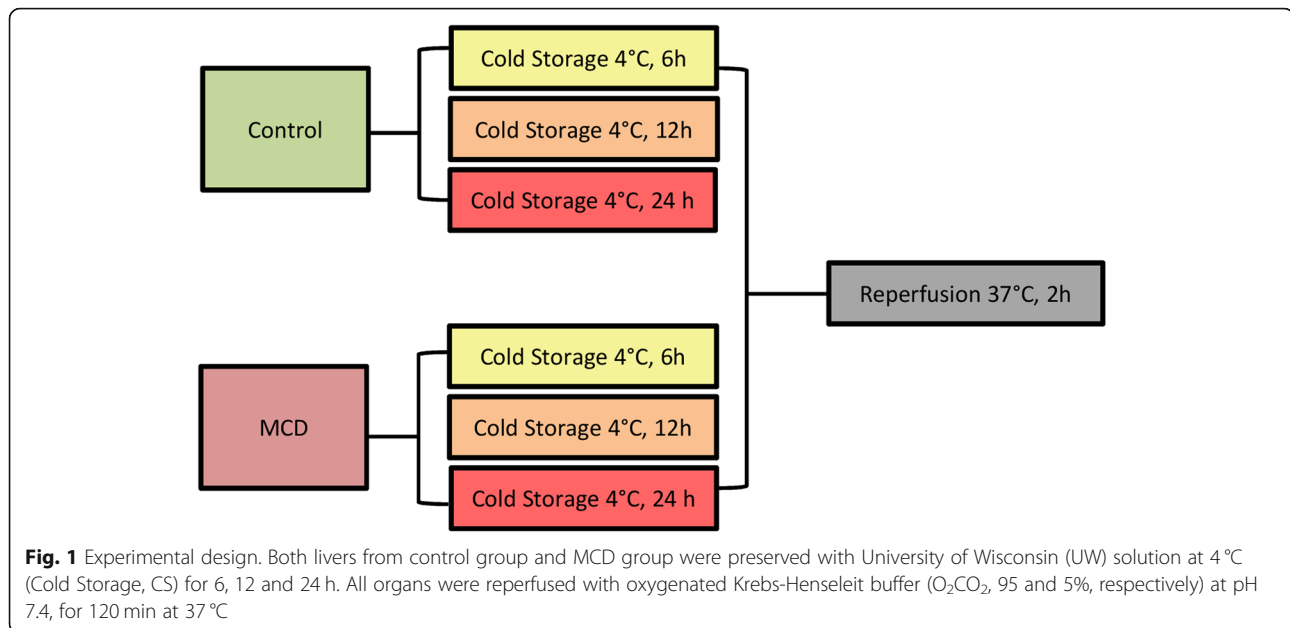 Cold Storage 4°C, 6h
Control
Cold Storage 4°C, 12h
Cold Storage 4°C, 24 h
Reperfusion 37°C, 2h
Cold Storage 4°C, 6h
MCD
Cold Storage 4°C, 12h
Cold Storage 4°C, 24 h
Fig. 1 Experimental design. Both livers from control group and MCD group were preserved with University of Wisconsin (UW) solution at 4 °C
(Cold Storage, CS) for 6, 12 and 24 h. All organs were reperfused with oxygenated Krebs-Henseleit buffer (O₂CO₂, 95 and 5%, respectively) at pH
7.4, for 120 min at 37 °C